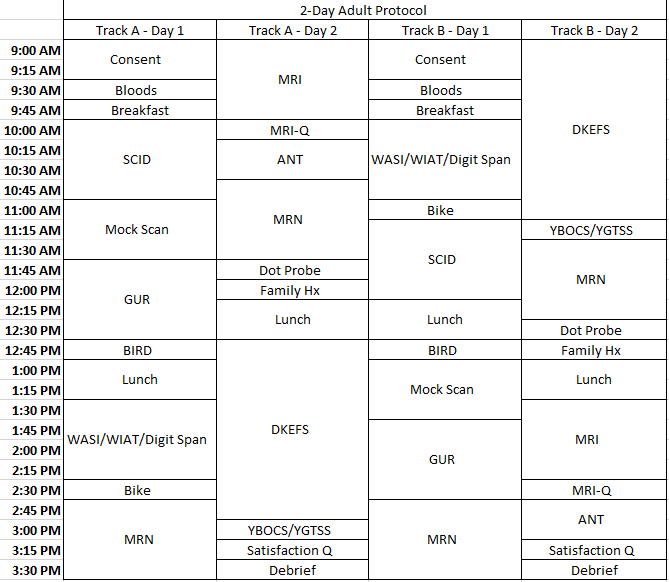 2-Day Adult Protocol
Track A - Day 1 Track A - Day 2 Track B - Day 1 Track B - Day 2
9:00 AM Consent MRI Consent DKEFS
9:15 AM
9:30 AM Bloods Bloods
9:45 AM Breakfast Breakfast
10:00 AM SCID MRI-Q WASI/WIAT/Digit Span
10:15 AM ANT
10:30 AM
10:45 AM MRN
11:00 AM Mock Scan Bike
11:15 AM SCID YBOCS/YGTSS
11:30 AM MRN
11:45 AM GUR Dot Probe
12:00 PM Family Hx
12:15 PM Lunch Lunch
12:30 PM Dot Probe
12:45 PM BIRD DKEFS BIRD Family Hx
1:00 PM Lunch Mock Scan Lunch
1:15 PM
1:30 PM WASI/WIAT/Digit Span MRI
1:45 PM GUR
2:00 PM
2:15 PM
2:30 PM Bike MRI-Q
2:45 PM MRN MRN ANT
3:00 PM YBOCS/YGTSS
3:15 PM Satisfaction Q Satisfaction Q
3:30 PM Debrief Debrief